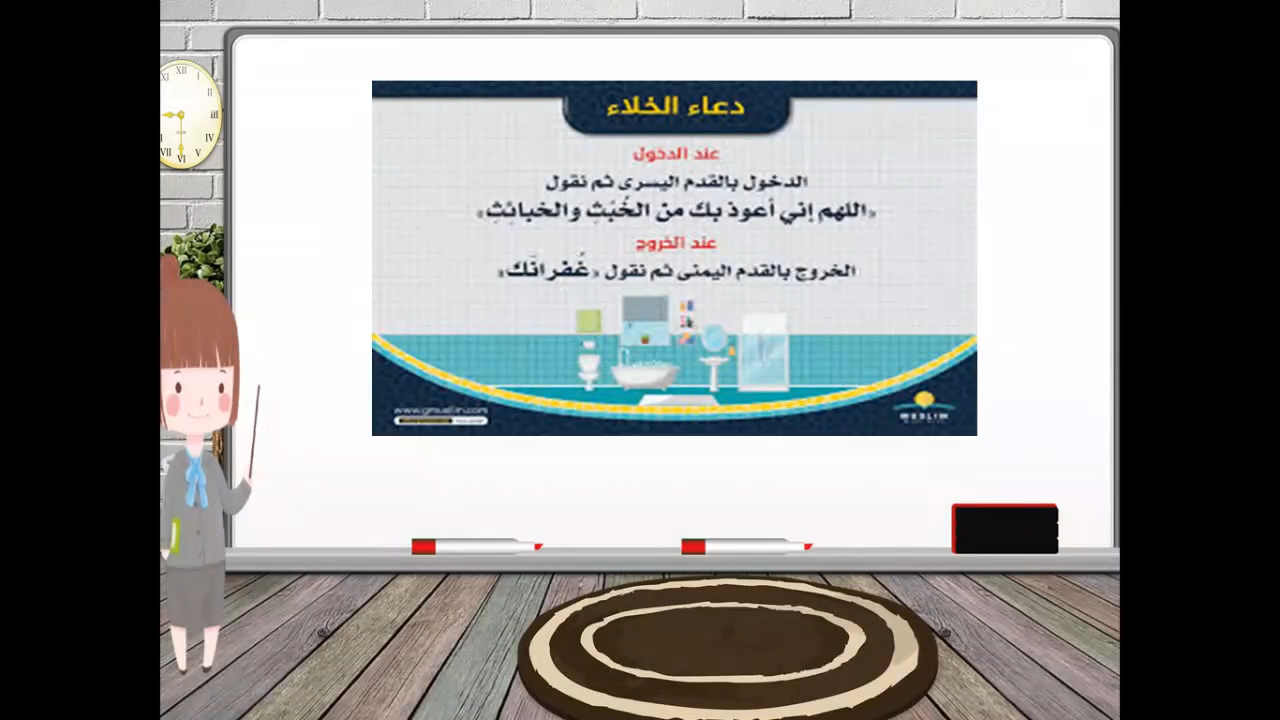 دعاء الخلاء
عند الدخول
الدخول بالقدم اليسرى ثم نقول
«اللهم إني أعوذ بك من الخُبُثِ والخبائِثِ»
عند الخروج
الخروج بالقدم اليمنى ثم نقول «غُفرانَك»